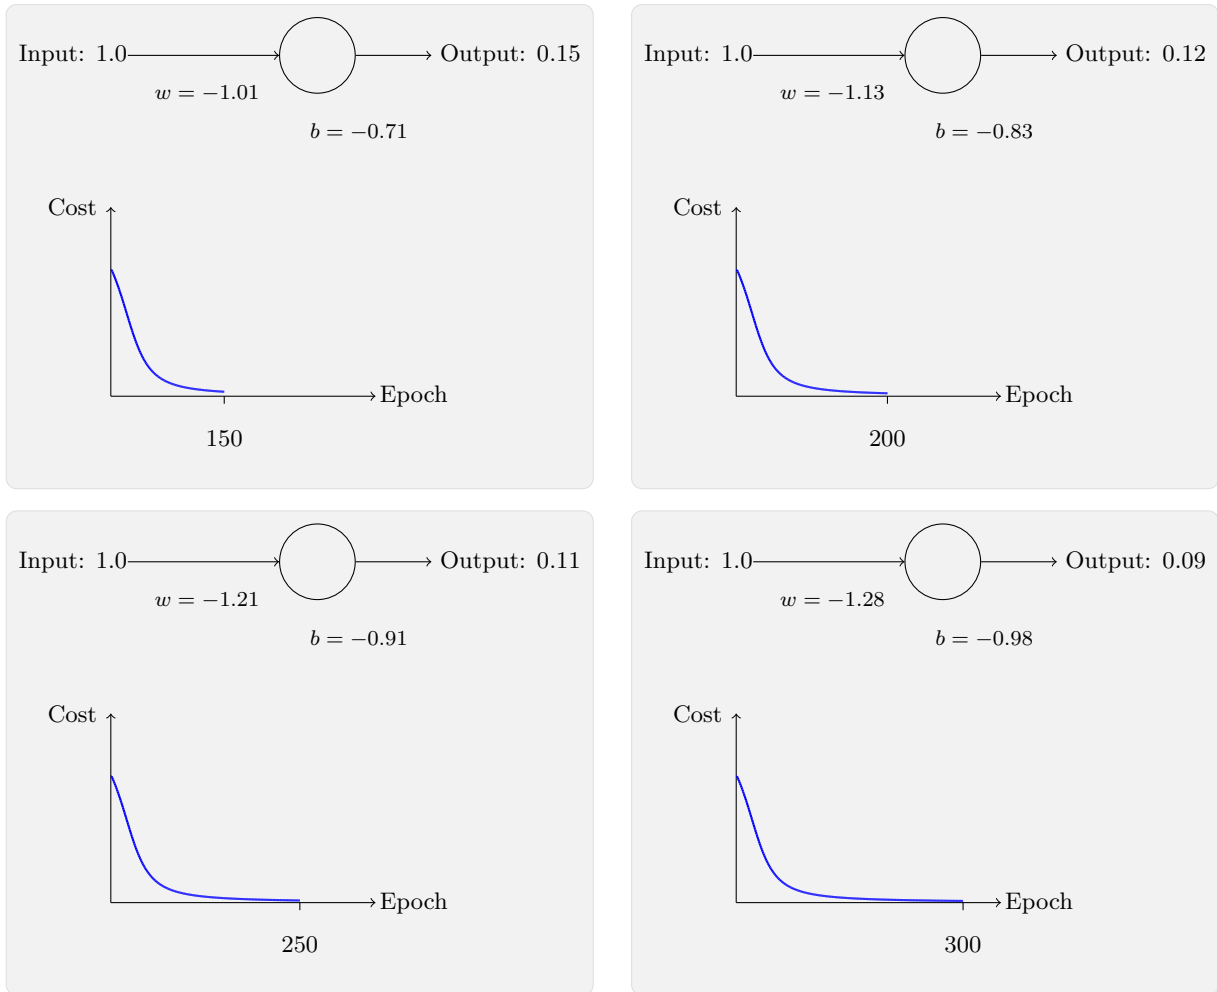 Input: 1.0
Output: 0.15
w = −1.01
b = −0.71
Cost
Epoch
150
Input: 1.0
Output: 0.12
w = −1.13
b = −0.83
Cost
Epoch
200
Input: 1.0
Output: 0.11
w = −1.21
b = −0.91
Cost
Epoch
250
Input: 1.0
Output: 0.09
w = −1.28
b = −0.98
Cost
Epoch
300